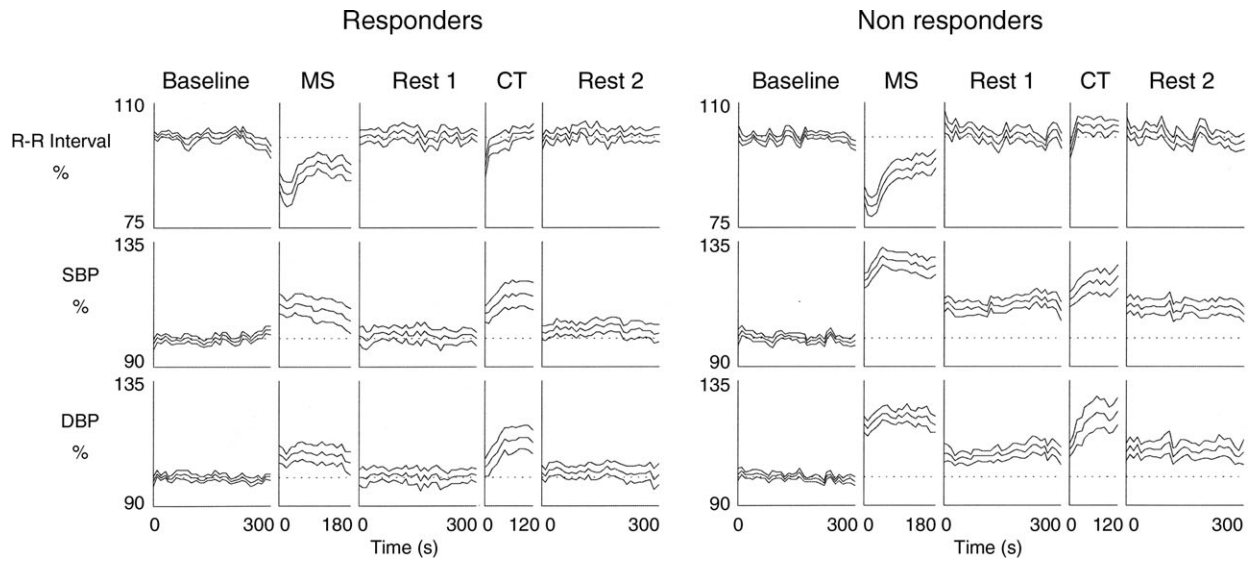 Responders Non responders
Baseline MS Rest 1 CT Rest 2 Baseline MS Rest 1 CT Rest 2
110 110
R-R Interval
%
75 75
135 135
SBP
%
90 90
135 135
DBP
%
90 90
0 300 0 180 0 300 0 120 0 300 0 300 0 180 0 300 0 120 0 300
Time (s) Time (s)